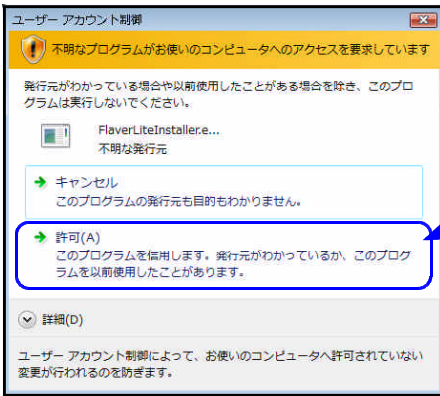 ユーザー アカウント制御
不明なプログラムがお使いのコンピュータへのアクセスを要求しています
発行元がわかっている場合や以前使用したことがある場合を除き、このプロ
グラムは実行しないでください。
FlaverLiteInstaller.e...
不明な発行元
キャンセル
このプログラムの発行元も目的もわかりません。
許可(A)
このプログラムを信用します。発行元がわかっているか、このプログ
ラムを以前使用したことがあります。
詳細(D)
ユーザー アカウント制御によって、お使いのコンピュータへ許可されていない
変更が行われるのを防ぎます。